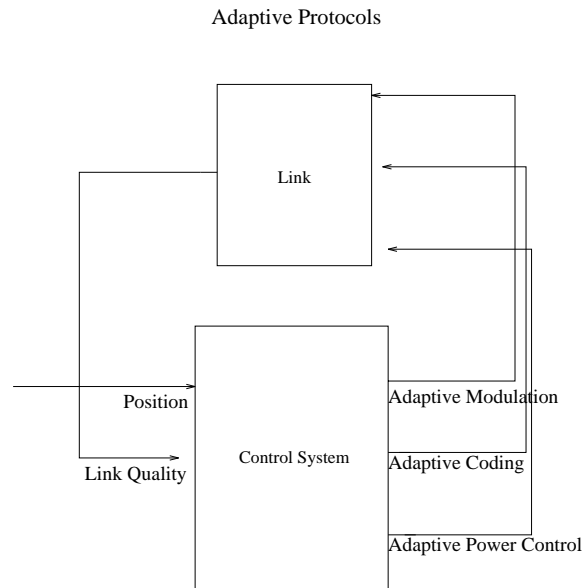 Adaptive Protocols
Link
Position
Adaptive Modulation
Control System
Adaptive Coding
Link Quality
Adaptive Power Control